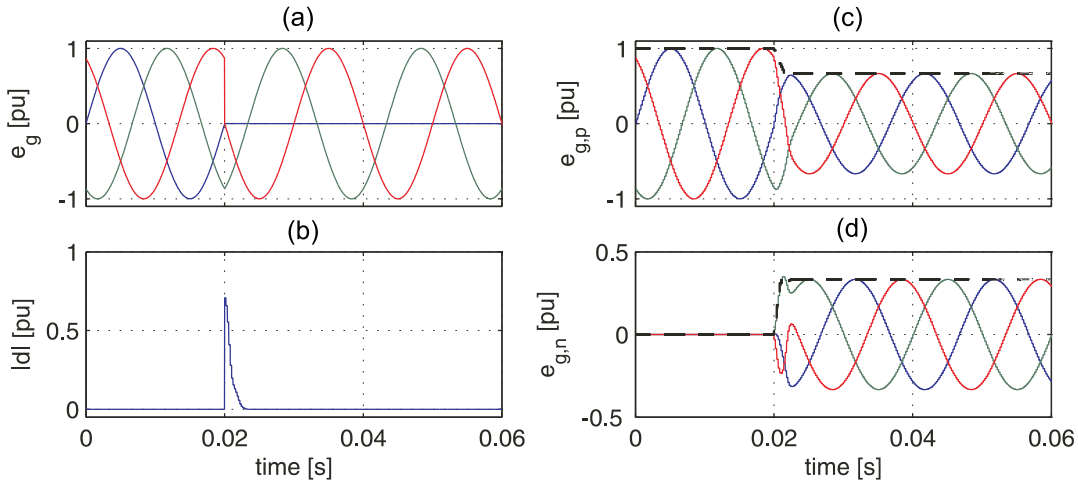 (a)
1
0
-1
e_g [pu]
(b)
1
0.5
0
|d| [pu]
0
0.02
0.04
0.06
time [s]
(c)
1
0
-1
e_g,p [pu]
(d)
0.5
0
-0.5
e_g,n [pu]
0
0.02
0.04
0.06
time [s]